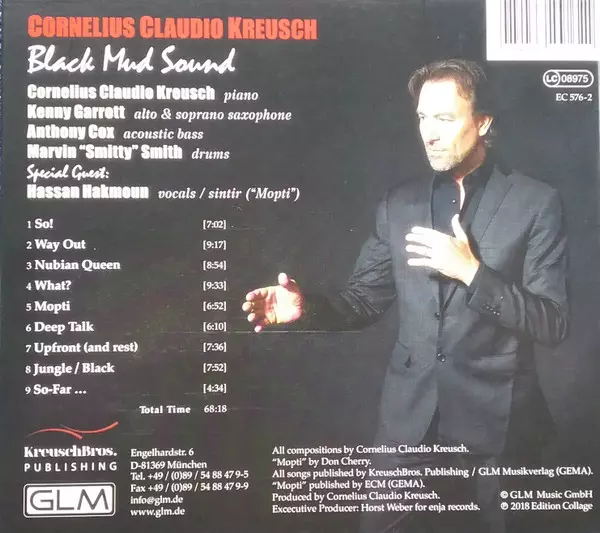 CORNELIUS CLAUDIO KREUSCH
Black Mud Sound
Cornelius Claudio Kreusch piano
Kenny Garrett alto & soprano saxophone
Anthony Cox acoustic bass
Marvin "Smitty" Smith drums
Special Guest:
Hassan Hakmoun vocals / sintir ("Mopti")
1 So! [7:02]
2 Way Out [9:17]
3 Nubian Queen [8:54]
4 What? [9:33]
5 Mopti [6:52]
6 Deep Talk [6:10]
7 Upfront (and rest) [7:36]
8 Jungle / Black [7:52]
9 So-Far ... [4:34]
Total Time 68:18
LC 08975
EC 576-2
KreuschBros.
PUBLISHING
GLM
Engelhardstr. 6
D-81369 München
Tel. +49 / (0)89 / 54 88 47 9-5
Fax +49 / (0)89 / 54 88 49 7-9
info@glm.de
www.glm.de
All compositions by Cornelius Claudio Kreusch.
"Mopti" by Don Cherry.
All songs published by KreuschBros. Publishing / GLM Musikverlag (GEMA).
"Mopti" published by ECM (GEMA).
Produced by Cornelius Claudio Kreusch.
Excecutive Producer: Horst Weber for enja records.
© GLM Music GmbH
℗ 2018 Edition Collage